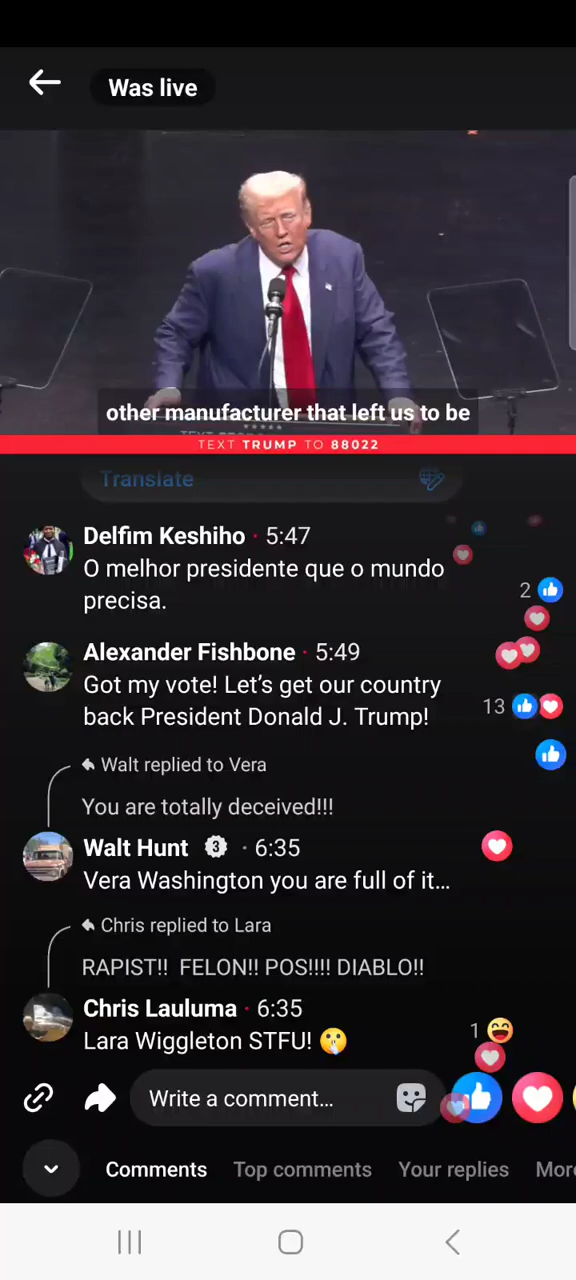 Was live
other manufacturer that left us to be
TEXT TRUMP TO 88022
Translate
Delfim Keshiho · 5:47
O melhor presidente que o mundo
precisa.
2
Alexander Fishbone · 5:49
Got my vote! Let’s get our country
back President Donald J. Trump!
13
Walt replied to Vera
You are totally deceived!!!
Walt Hunt 3 · 6:35
Vera Washington you are full of it...
Chris replied to Lara
RAPIST!! FELON!! POS!!!! DIABLO!!
Chris Lauluma · 6:35
Lara Wiggleton STFU! 🤫
1
Write a comment...
Comments Top comments Your replies More